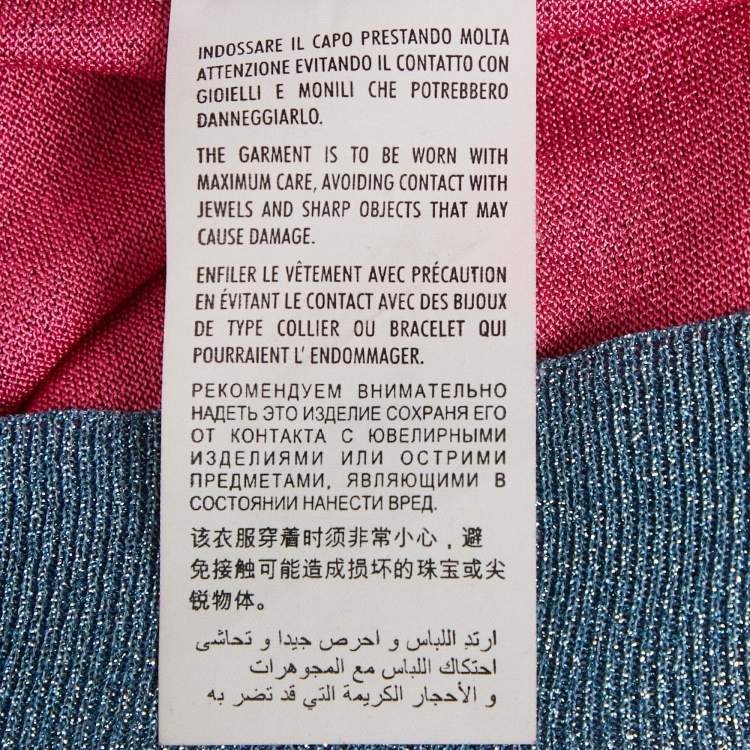 INDOSSARE IL CAPO PRESTANDO MOLTA
ATTENZIONE EVITANDO IL CONTATTO CON
GIOIELLI E MONILI CHE POTREBBERO
DANNEGGIARLO.
THE GARMENT IS TO BE WORN WITH
MAXIMUM CARE, AVOIDING CONTACT WITH
JEWELS AND SHARP OBJECTS THAT MAY
CAUSE DAMAGE.
ENFILER LE VÊTEMENT AVEC PRÉCAUTION
EN ÉVITANT LE CONTACT AVEC DES BIJOUX
DE TYPE COLLIER OU BRACELET QUI
POURRAIENT L' ENDOMMAGER.
РЕКОМЕНДУЕМ ВНИМАТЕЛЬНО
НАДЕТЬ ЭТО ИЗДЕЛИЕ СОХРАНЯ ЕГО
ОТ КОНТАКТА С ЮВЕЛИРНЫМИ
ИЗДЕЛИЯМИ ИЛИ ОСТРИМИ
ПРЕДМЕТАМИ, ЯВЛЯЮЩИМИ В
СОСТОЯНИИ НАНЕСТИ ВРЕД.
该衣服穿着时须非常小心，避
免接触可能造成损坏的珠宝或尖
锐物体。
ارتدِ اللباس و احرص جيدا و تحاشى
احتكاك اللباس مع المجوهرات
و الأحجار الكريمة التي قد تضر به